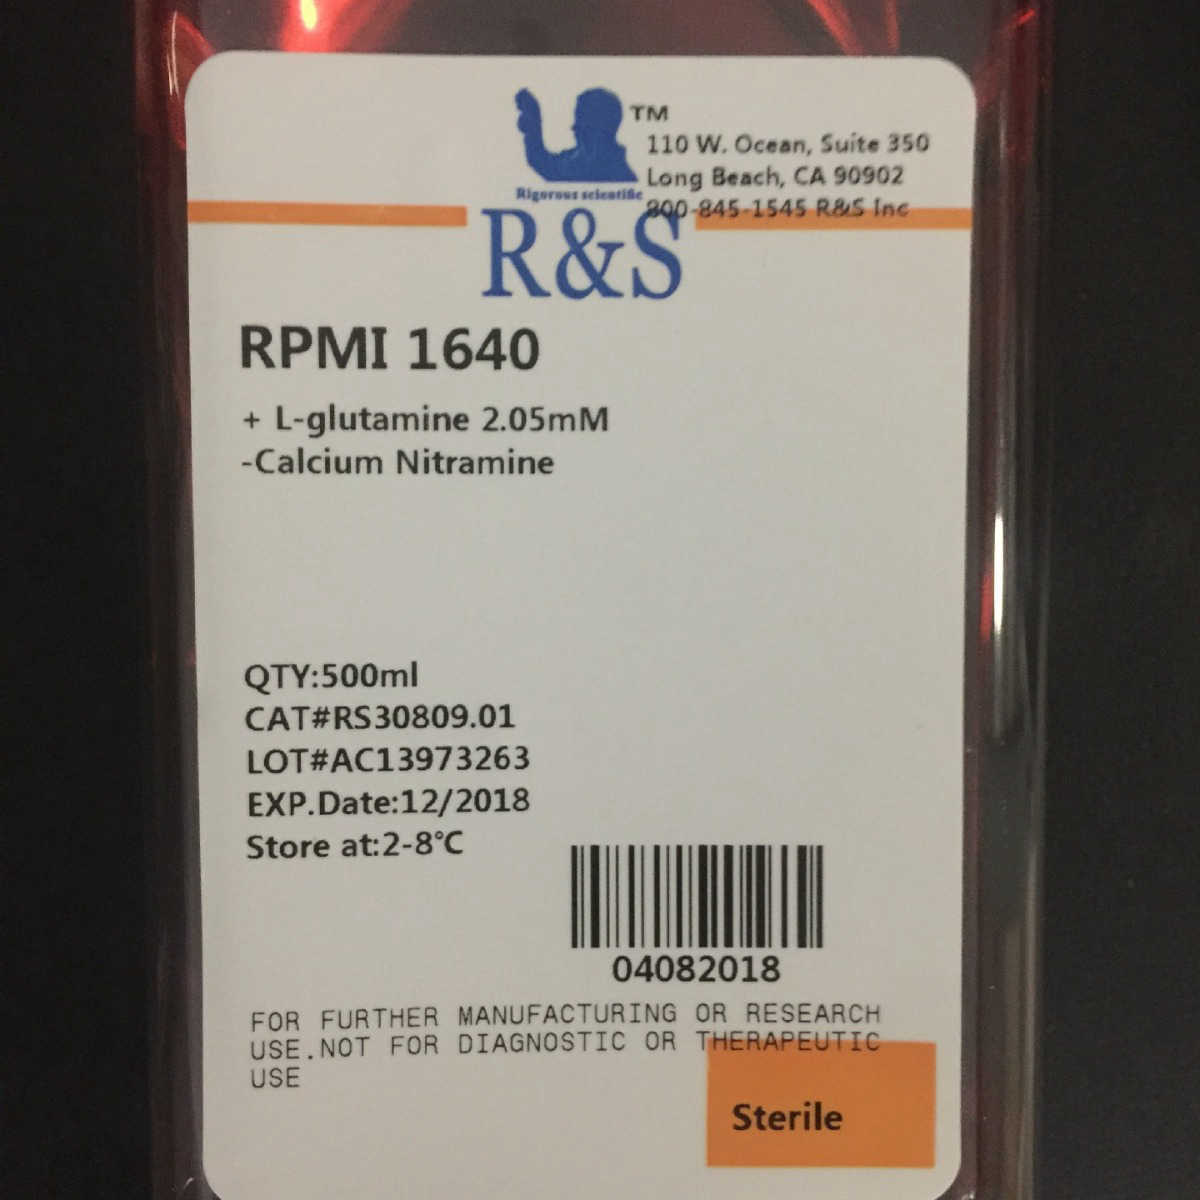 TM
110 W. Ocean, Suite 350
Long Beach, CA 90902
Rigorous scientific
800-845-1545 R&S Inc
R&S
RPMI 1640
+ L-glutamine 2.05mM
-Calcium Nitramine
QTY:500ml
CAT#RS30809.01
LOT#AC13973263
EXP.Date:12/2018
Store at:2-8℃
04082018
FOR FURTHER MANUFACTURING OR RESEARCH
USE.NOT FOR DIAGNOSTIC OR THERAPEUTIC
USE
Sterile